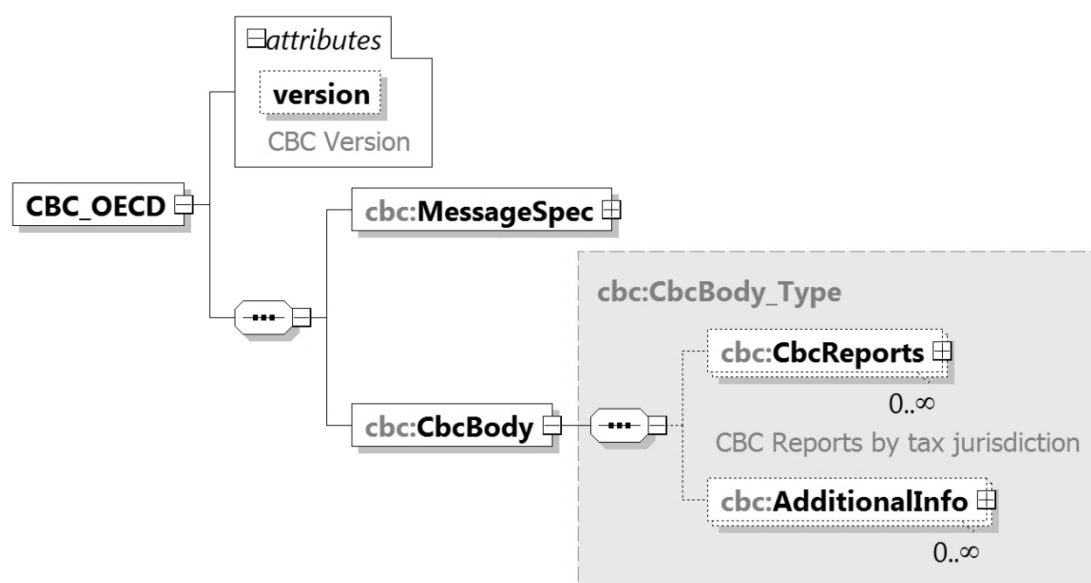 attributes
version
CBC Version
CBC_OECD
cbc:MessageSpec
cbc:CbcBody_Type
cbc:CbcReports
0..∞
CBC Reports by tax jurisdiction
cbc:CbcBody
cbc:AdditionalInfo
0..∞